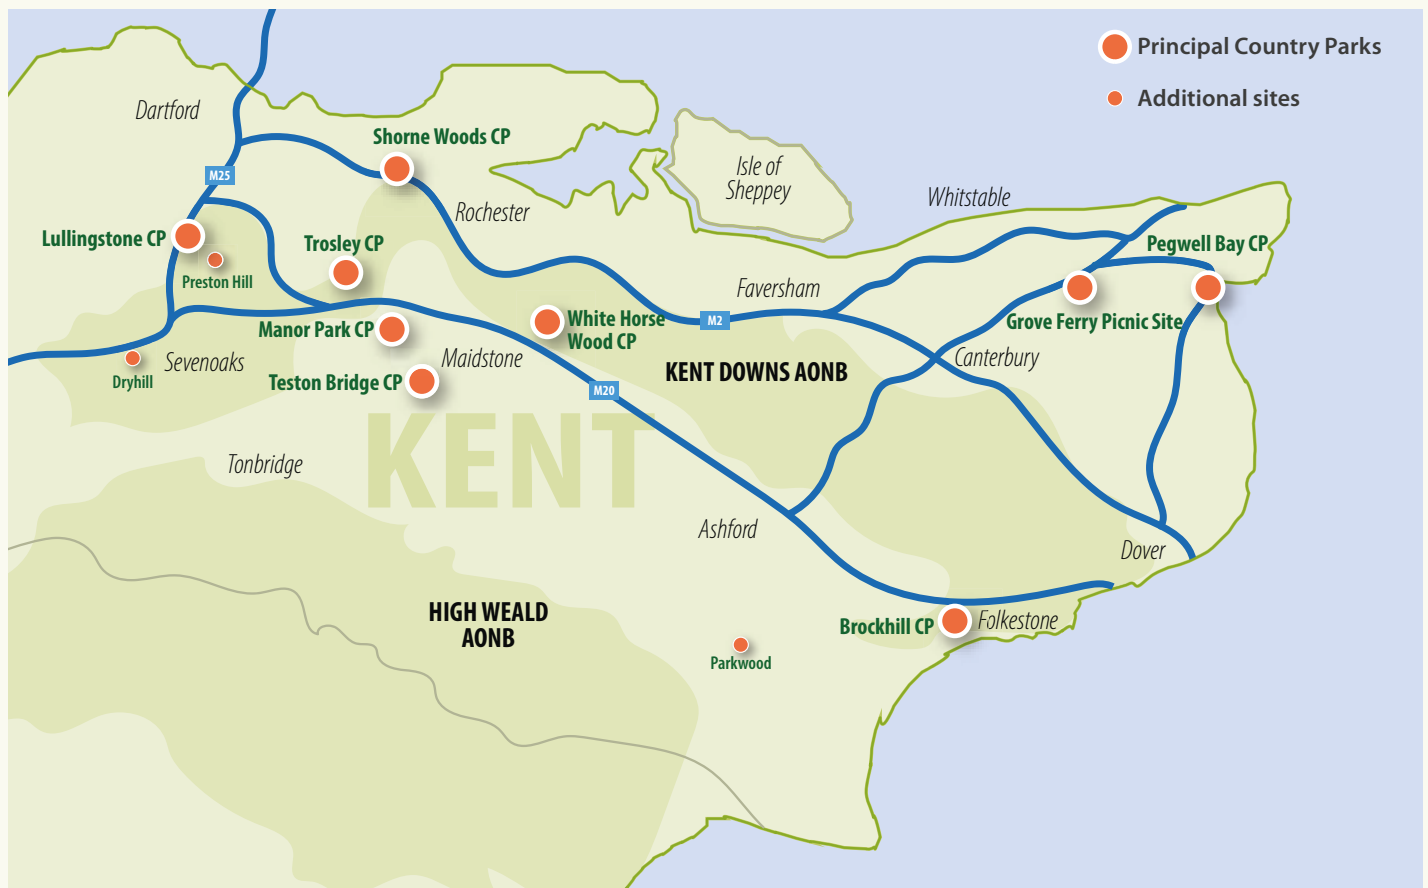 Principal Country Parks
Additional sites
Dartford
Shorne Woods CP
Isle of
Sheppey
M25
Whitstable
Rochester
Lullingstone CP
Trosley CP
Pegwell Bay CP
Preston Hill
Faversham
Manor Park CP
White Horse
Wood CP
M2
Grove Ferry Picnic Site
Sevenoaks
Maidstone
Canterbury
KENT DOWNS AONB
Dryhill
Teston Bridge CP
M20
KENT
Tonbridge
Ashford
Dover
HIGH WEALD
AONB
Brockhill CP
Folkestone
Parkwood